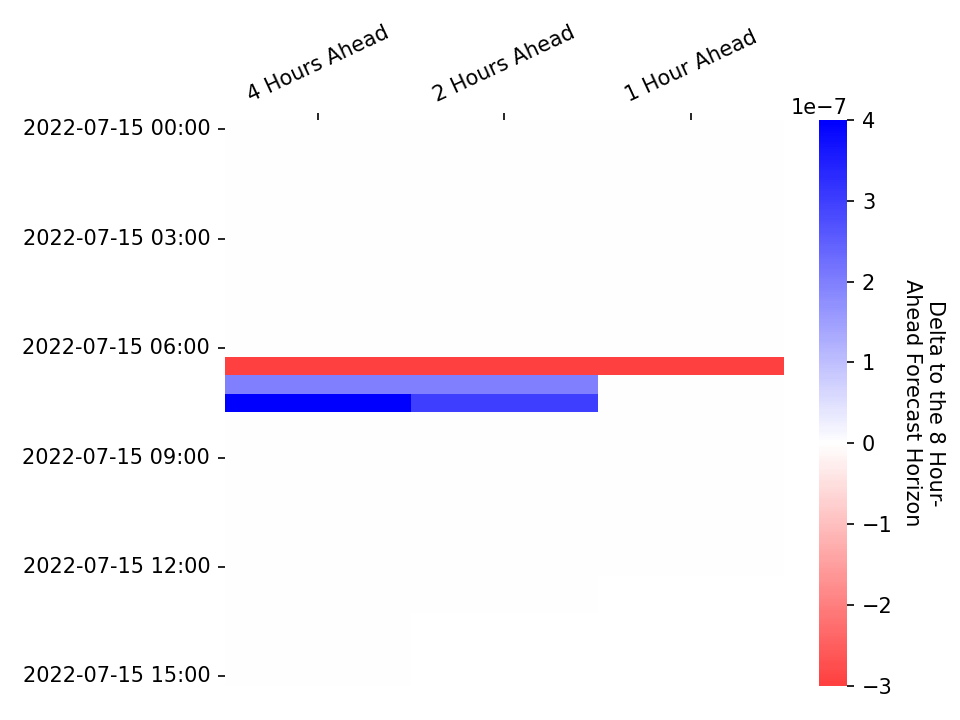 4 Hours Ahead
2 Hours Ahead
1 Hour Ahead
2022-07-15 00:00
2022-07-15 03:00
2022-07-15 06:00
2022-07-15 09:00
2022-07-15 12:00
2022-07-15 15:00
1e−7
4
3
2
1
0
−1
−2
−3
Delta to the 8 Hour-
Ahead Forecast Horizon